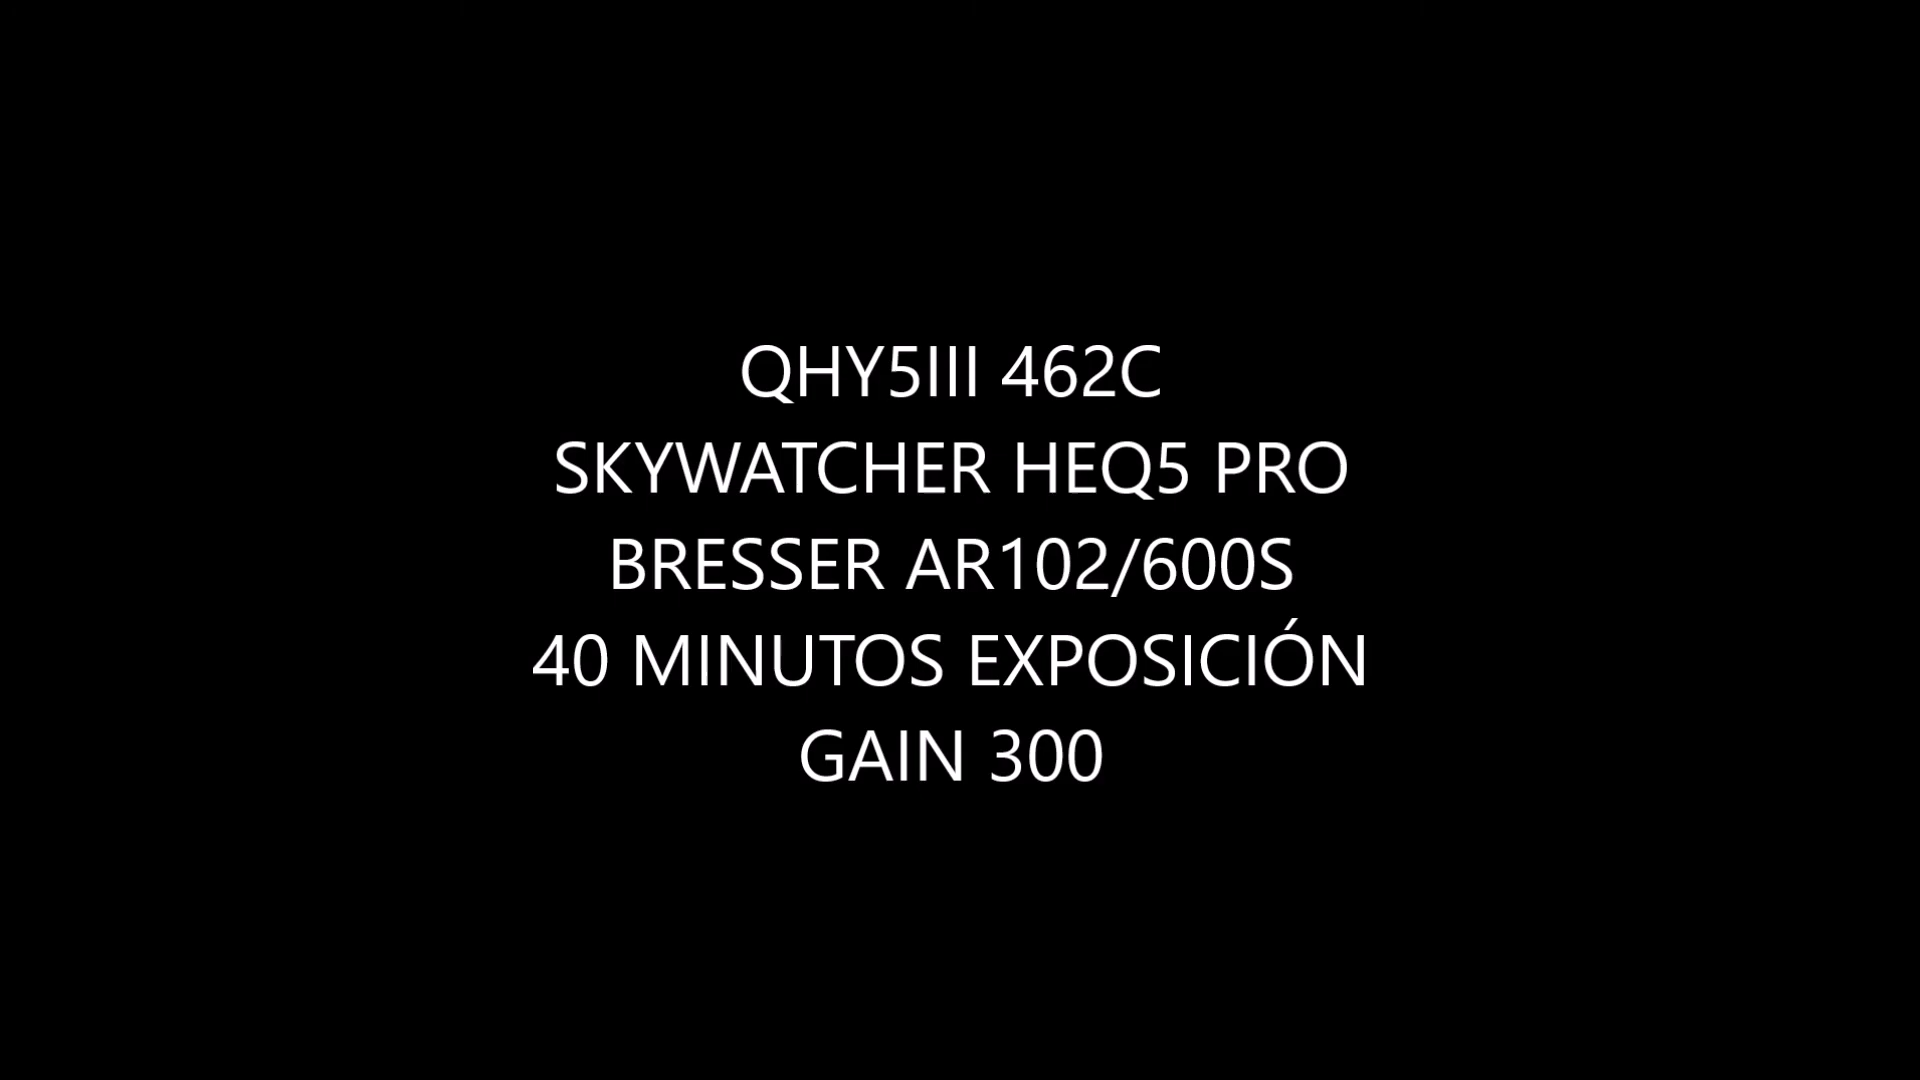 QHY5III 462C
SKYWATCHER HEQ5 PRO
BRESSER AR102/600S
40 MINUTOS EXPOSICIÓN
GAIN 300